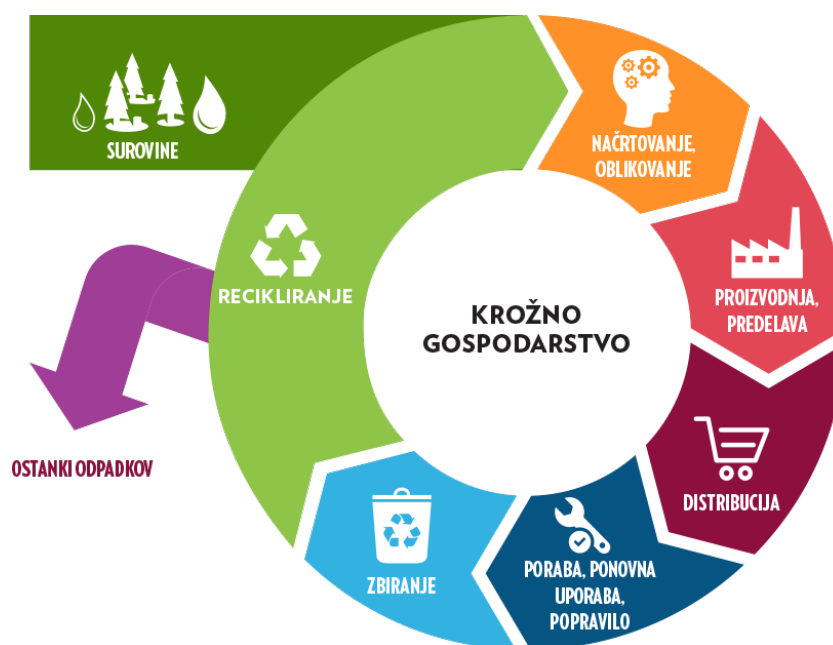 SUROVINE
NAČRTOVANJE,
OBLIKOVANJE
PROIZVODNJA,
PREDELAVA
DISTRIBUCIJA
PORABA, PONOVNA
UPORABA,
POPRAVILO
ZBIRANJE
RECIKLIRANJE
OSTANKI ODPADKOV
KROŽNO
GOSPODARSTVO